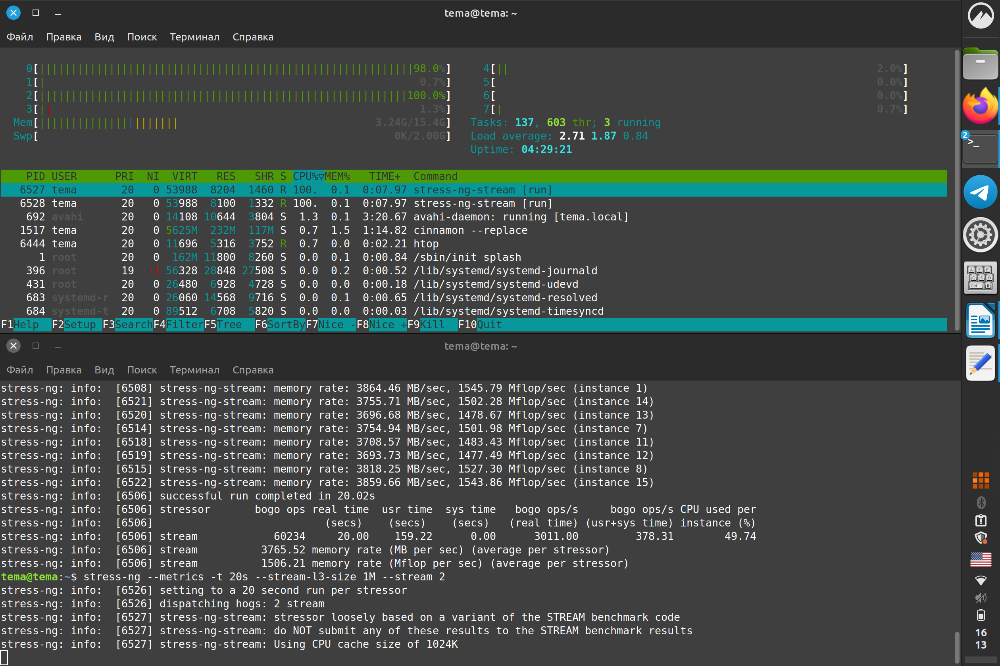 tema@tema: ~
Файл Правка Вид Поиск Терминал Справка
0[98.0%] 4[2.0%]
1[0.7%] 5[0.0%]
2[100.0%] 6[0.0%]
3[1.3%] 7[0.7%]
Mem[3.24G/15.4G] Tasks: 137, 603 thr; 3 running
Swp[0K/2.00G] Load average: 2.71 1.87 0.84
Uptime: 04:29:21
PID USER PRI NI VIRT RES SHR S CPU%▽MEM% TIME+ Command
6527 tema 20 0 53988 8204 1460 R 100. 0.1 0:07.97 stress-ng-stream [run]
6528 tema 20 0 53988 8100 1332 R 100. 0.1 0:07.97 stress-ng-stream [run]
692 avahi 20 0 14108 10644 3804 S 1.3 0.1 3:20.67 avahi-daemon: running [tema.local]
1517 tema 20 0 5625M 232M 117M S 0.7 1.5 1:14.82 cinnamon --replace
6444 tema 20 0 11696 5316 3752 R 0.7 0.0 0:02.21 htop
1 root 20 0 162M 11800 8260 S 0.0 0.1 0:00.84 /sbin/init splash
396 root 19 -1 56328 28848 27508 S 0.0 0.2 0:00.52 /lib/systemd/systemd-journald
431 root 20 0 26480 6928 4728 S 0.0 0.0 0:00.18 /lib/systemd/systemd-udevd
683 systemd-r 20 0 26060 14568 9716 S 0.0 0.1 0:00.65 /lib/systemd/systemd-resolved
684 systemd-t 20 0 89512 6708 5820 S 0.0 0.0 0:00.03 /lib/systemd/systemd-timesyncd
F1Help F2Setup F3SearchF4FilterF5Tree F6SortByF7Nice -F8Nice +F9Kill F10Quit
tema@tema: ~
Файл Правка Вид Поиск Терминал Справка
stress-ng: info: [6508] stress-ng-stream: memory rate: 3864.46 MB/sec, 1545.79 Mflop/sec (instance 1)
stress-ng: info: [6521] stress-ng-stream: memory rate: 3755.71 MB/sec, 1502.28 Mflop/sec (instance 14)
stress-ng: info: [6520] stress-ng-stream: memory rate: 3696.68 MB/sec, 1478.67 Mflop/sec (instance 13)
stress-ng: info: [6514] stress-ng-stream: memory rate: 3754.94 MB/sec, 1501.98 Mflop/sec (instance 7)
stress-ng: info: [6518] stress-ng-stream: memory rate: 3708.57 MB/sec, 1483.43 Mflop/sec (instance 11)
stress-ng: info: [6519] stress-ng-stream: memory rate: 3693.73 MB/sec, 1477.49 Mflop/sec (instance 12)
stress-ng: info: [6515] stress-ng-stream: memory rate: 3818.25 MB/sec, 1527.30 Mflop/sec (instance 8)
stress-ng: info: [6522] stress-ng-stream: memory rate: 3859.66 MB/sec, 1543.86 Mflop/sec (instance 15)
stress-ng: info: [6506] successful run completed in 20.02s
stress-ng: info: [6506] stressor bogo ops real time usr time sys time bogo ops/s bogo ops/s CPU used per
stress-ng: info: [6506] (secs) (secs) (secs) (real time) (usr+sys time) instance (%)
stress-ng: info: [6506] stream 60234 20.00 159.22 0.00 3011.00 378.31 49.74
stress-ng: info: [6506] stream 3765.52 memory rate (MB per sec) (average per stressor)
stress-ng: info: [6506] stream 1506.21 memory rate (Mflop per sec) (average per stressor)
tema@tema:~$ stress-ng --metrics -t 20s --stream-l3-size 1M --stream 2
stress-ng: info: [6526] setting to a 20 second run per stressor
stress-ng: info: [6526] dispatching hogs: 2 stream
stress-ng: info: [6527] stress-ng-stream: stressor loosely based on a variant of the STREAM benchmark code
stress-ng: info: [6527] stress-ng-stream: do NOT submit any of these results to the STREAM benchmark results
stress-ng: info: [6527] stress-ng-stream: Using CPU cache size of 1024K
2
>_
A Z E
Q S D
Ctrl
16
13